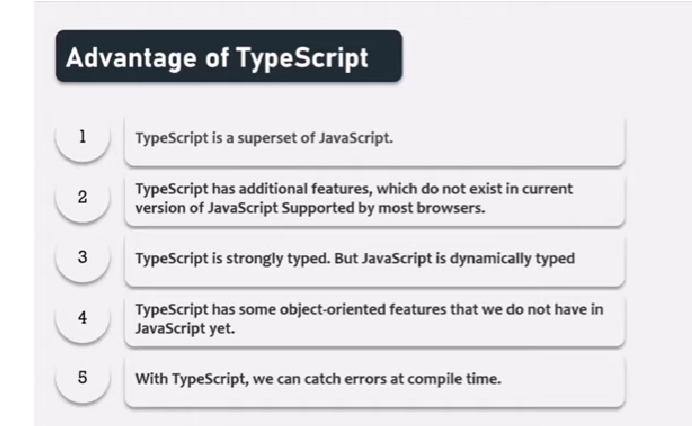 Advantage of TypeScript
1
TypeScript is a superset of JavaScript.
2
TypeScript has additional features, which do not exist in current
version of JavaScript Supported by most browsers.
3
TypeScript is strongly typed. But JavaScript is dynamically typed
4
TypeScript has some object-oriented features that we do not have in
JavaScript yet.
5
With TypeScript, we can catch errors at compile time.